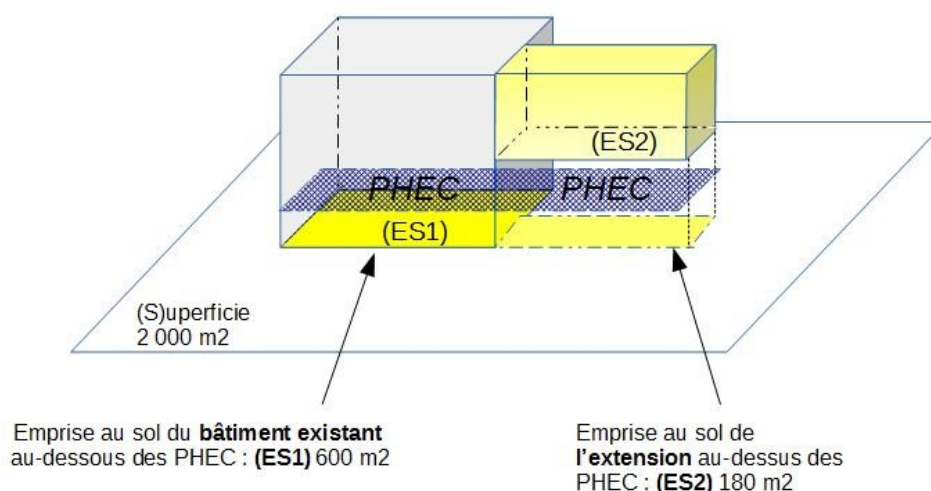 (ES2)
PHEC PHEC
(ES1)
(S)uperficie
2 000 m2
Emprise au sol du bâtiment existant
au-dessous des PHEC : (ES1) 600 m2
Emprise au sol de
l'extension au-dessus des
PHEC : (ES2) 180 m2